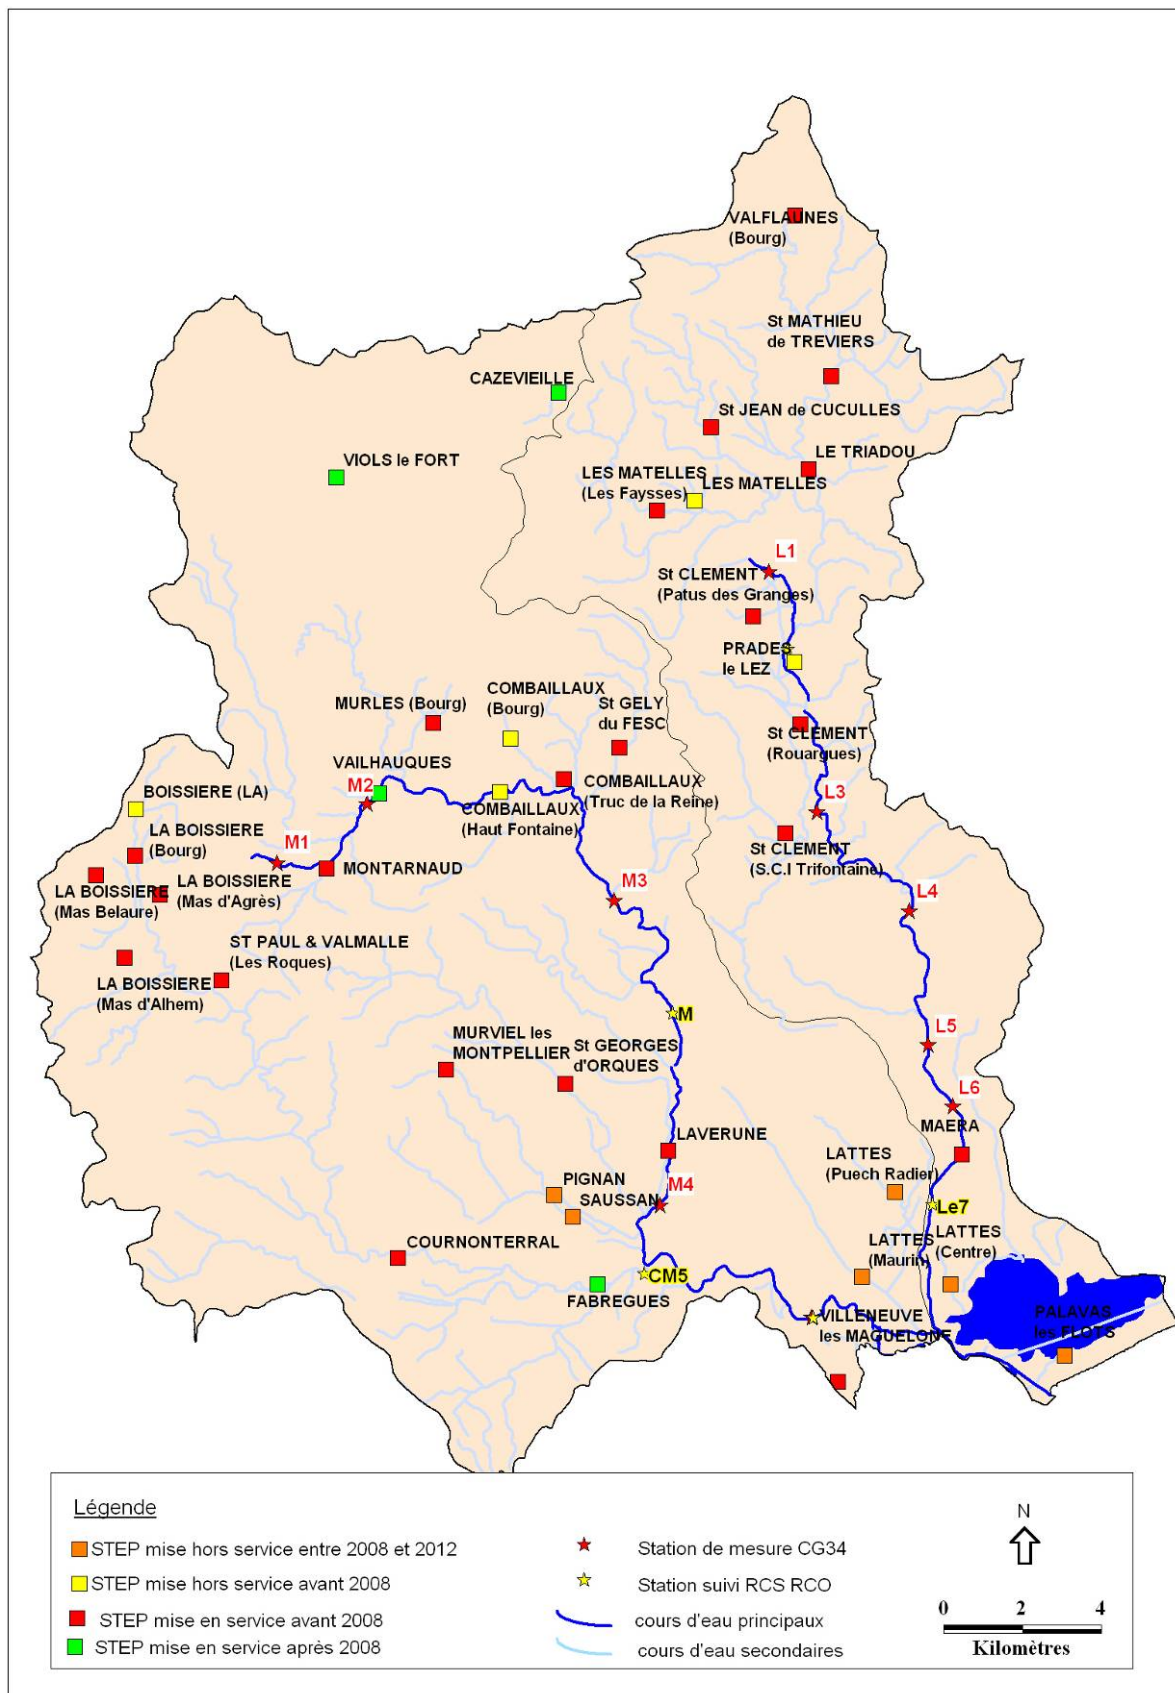 VALFLAUNES
(Bourg)
St MATHIEU
de TREVIERS
CAZEVIEILLE
St JEAN de CUCULLES
VIOLS le FORT
LE TRIADOU
LES MATELLES
(Les Faysses)
LES MATELLES
L1
St CLEMENT
(Patus des Granges)
PRADES
le LEZ
COMBAILLAUX
(Bourg)
St GELY
du FESC
MURLES (Bourg)
St CLEMENT
(Rouargues)
VAILHAUQUES
M2
COMBAILLAUX
(Truc de la Reine)
BOISSIERE (LA)
COMBAILLAUX
(Haut Fontaine)
L3
LA BOISSIERE
(Bourg)
M1
St CLEMENT
(S.C.I Trifontaine)
MONTARNAUD
LA BOISSIERE
(Mas Belaure)
LA BOISSIERE
(Mas d'Agrès)
M3
L4
ST PAUL & VALMALLE
(Les Roques)
LA BOISSIERE
(Mas d'Alhem)
M
MURVIEL les
MONTPELLIER
St GEORGES
d'ORQUES
L5
L6
MAERA
LAVERUNE
LATTES
(Puech Radier)
PIGNAN
SAUSSAN
M4
Le7
COURNONTERRAL
LATTES
(Maurin)
LATTES
(Centre)
CM5
FABREGUES
VILLENEUVE
les MAGUELONE
PALAVAS
les FLOTS
Légende
STEP mise hors service entre 2008 et 2012
STEP mise hors service avant 2008
STEP mise en service avant 2008
STEP mise en service après 2008
Station de mesure CG34
Station suivi RCS RCO
cours d'eau principaux
cours d'eau secondaires
N
0 2 4
Kilomètres